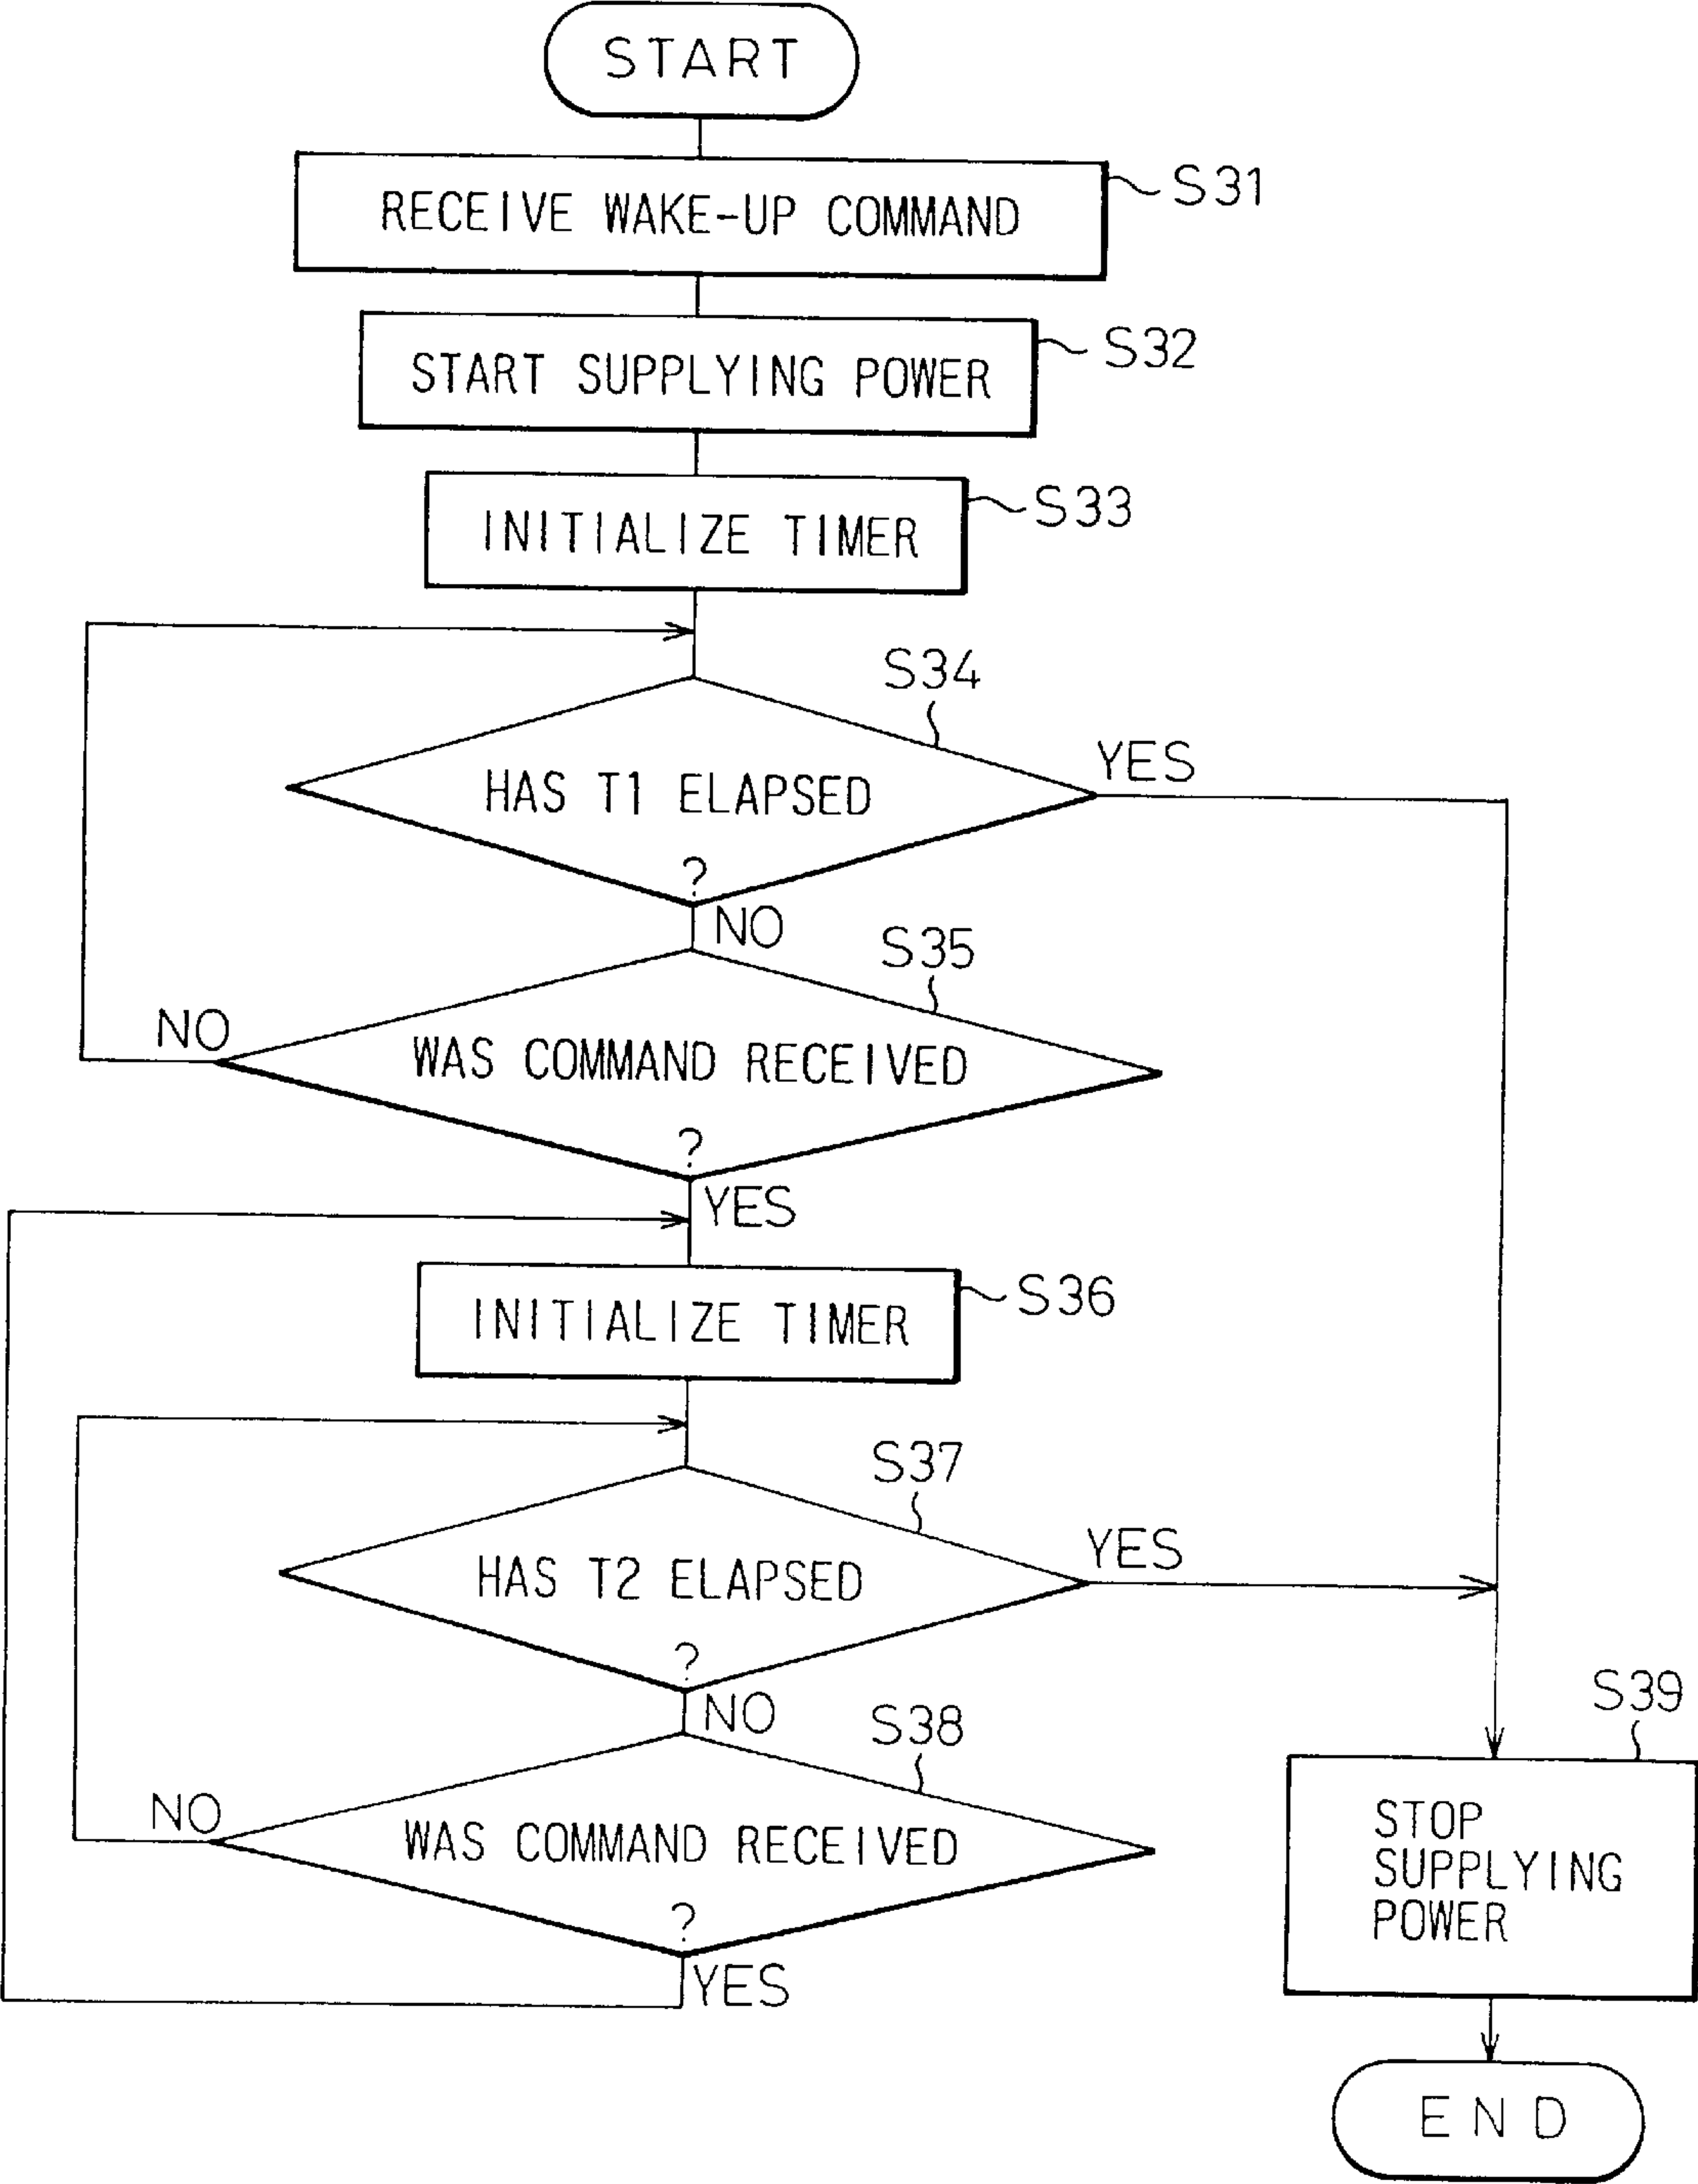 START
RECEIVE WAKE-UP COMMAND
S31
START SUPPLYING POWER
S32
INITIALIZE TIMER
S33
S34
HAS T1 ELAPSED
?
YES
NO
S35
WAS COMMAND RECEIVED
?
NO
YES
INITIALIZE TIMER
S36
S37
HAS T2 ELAPSED
?
YES
NO
S38
WAS COMMAND RECEIVED
?
NO
YES
S39
STOP
SUPPLYING
POWER
END